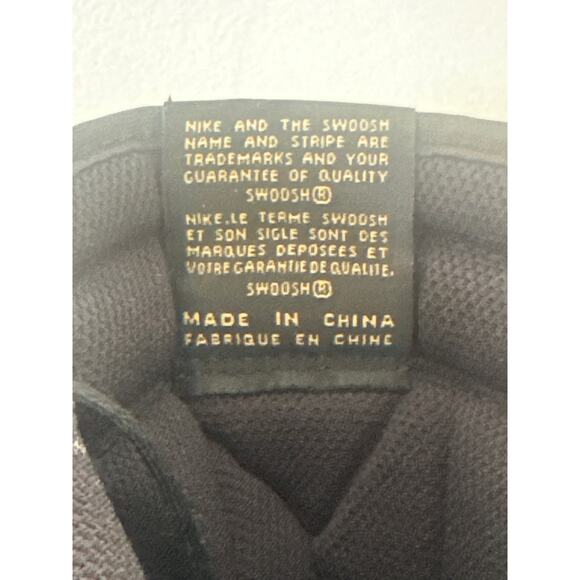 NIKE AND THE SWOOSH
NAME AND STRIPE ARE
TRADEMARKS AND YOUR
GUARANTEE OF QUALITY
SWOOSH®
NIKE.LE TERME SWOOSH
ET SON SIGLE SONT DES
MARQUES DEPOSEES ET
VOTRE GARANTIE DE QUALITE.
SWOOSH®
MADE IN CHINA
FABRIQUE EN CHINE